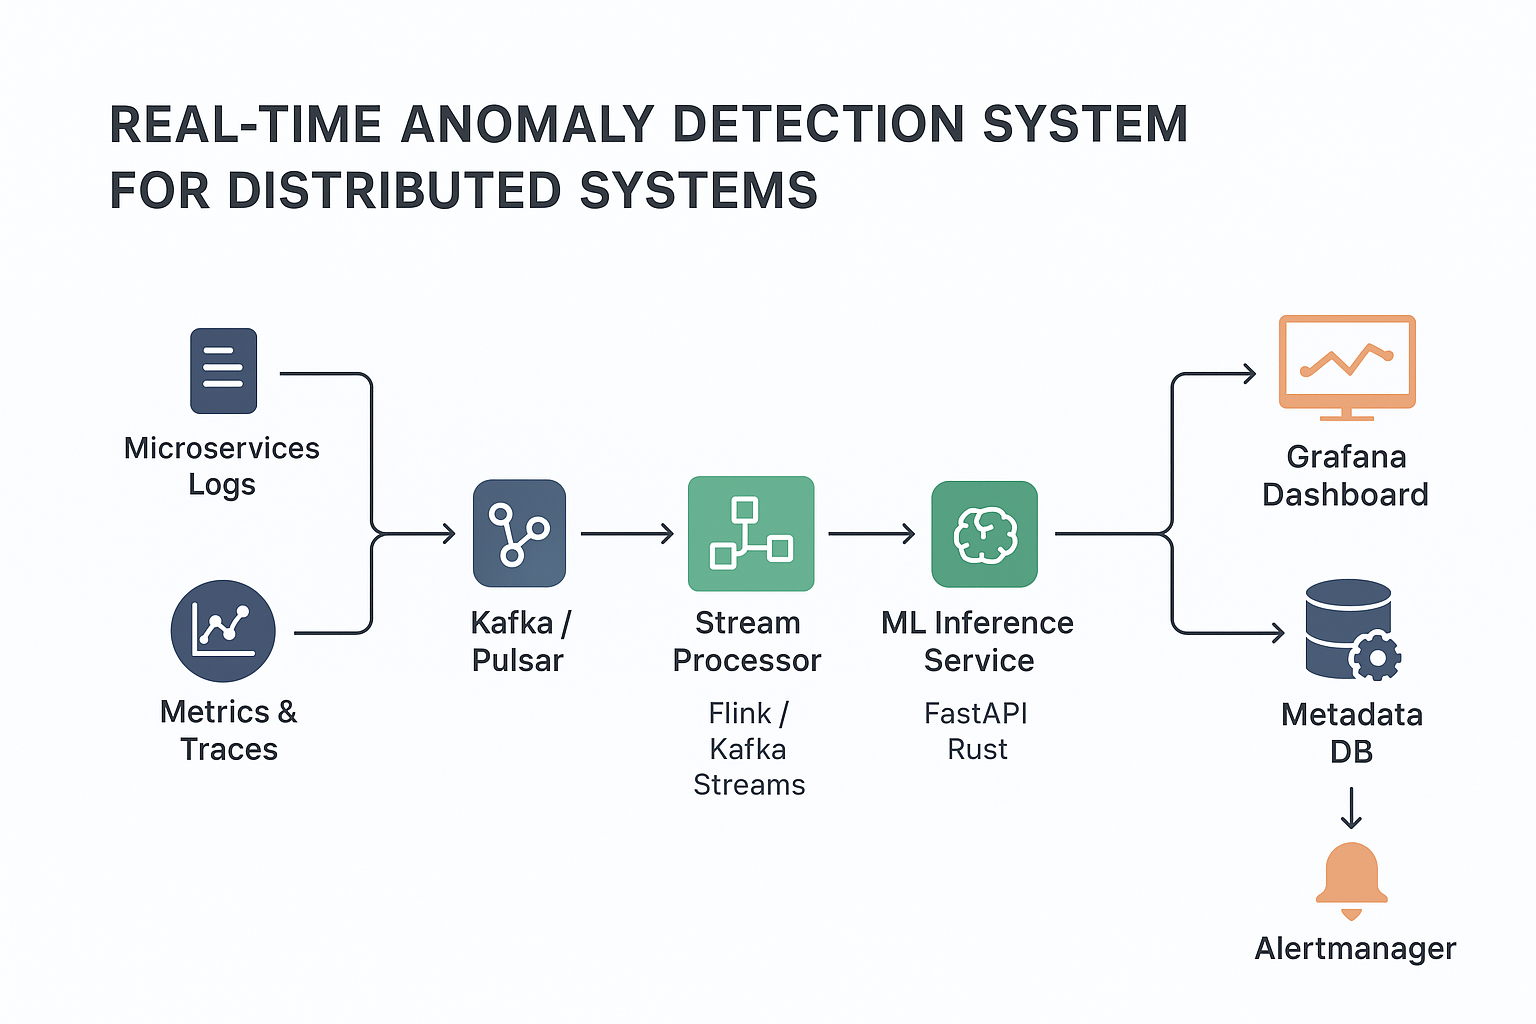 REAL-TIME ANOMALY DETECTION SYSTEM
FOR DISTRIBUTED SYSTEMS
Microservices
Logs
Metrics &
Traces
Kafka /
Pulsar
Stream
Processor
Flink /
Kafka
Streams
ML Inference
Service
FastAPI
Rust
Grafana
Dashboard
Metadata
DB
Alertmanager